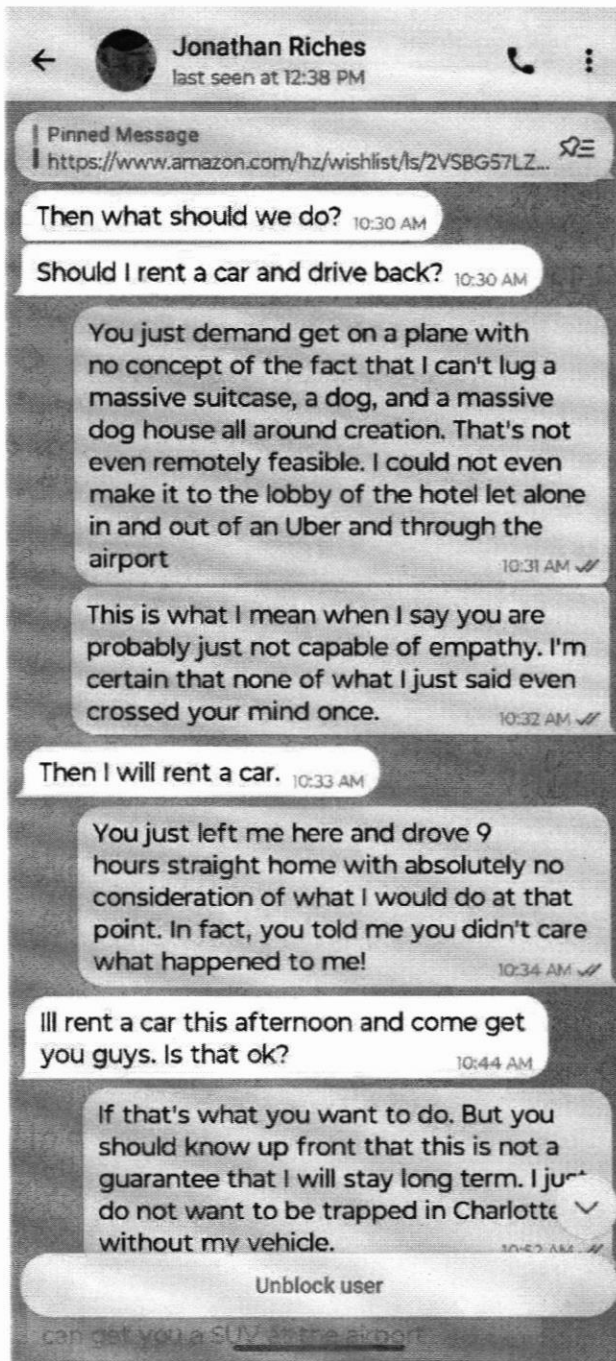 Jonathan Riches
last seen at 12:38 PM
Pinned Message
https://www.amazon.com/hz/wishlist/ls/2VSBG57LZ...
Then what should we do? 10:30 AM
Should I rent a car and drive back? 10:30 AM
You just demand get on a plane with
no concept of the fact that I can't lug a
massive suitcase, a dog, and a massive
dog house all around creation. That's not
even remotely feasible. I could not even
make it to the lobby of the hotel let alone
in and out of an Uber and through the
airport 10:31 AM
This is what I mean when I say you are
probably just not capable of empathy. I'm
certain that none of what I just said even
crossed your mind once. 10:32 AM
Then I will rent a car. 10:33 AM
You just left me here and drove 9
hours straight home with absolutely no
consideration of what I would do at that
point. In fact, you told me you didn't care
what happened to me! 10:34 AM
Ill rent a car this afternoon and come get
you guys. Is that ok? 10:44 AM
If that's what you want to do. But you
should know up front that this is not a
guarantee that I will stay long term. I just
do not want to be trapped in Charlotte
without my vehicle. 10:52 AM
Unblock user
can get you a SUV at the airport